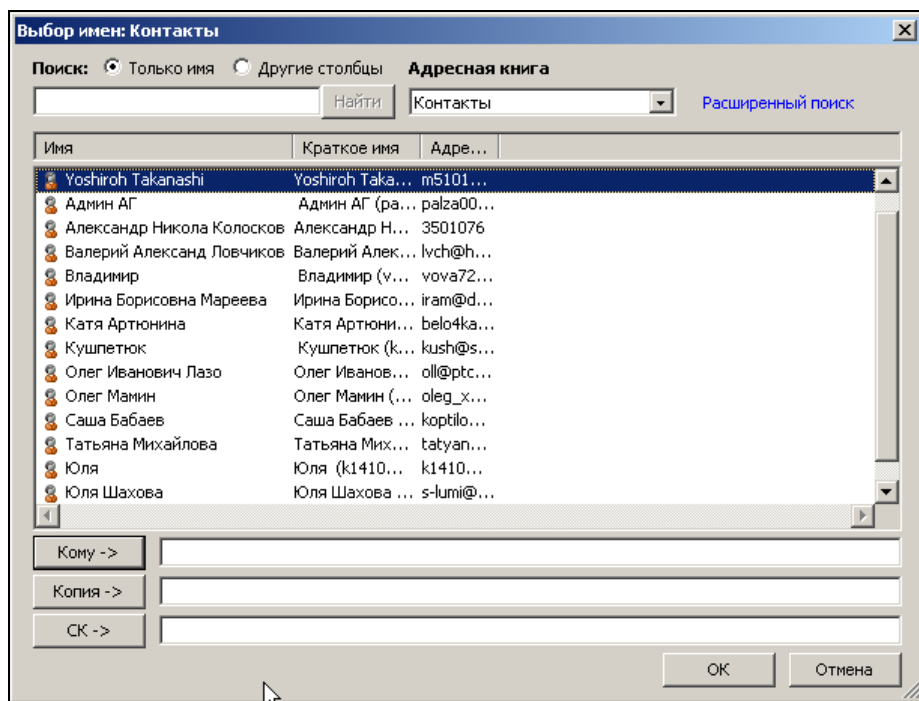 Выбор имен: Контакты
Поиск: Только имя Другие столбцы Адресная книга
Найти Контакты Расширенный поиск
Имя Краткое имя Адре...
Yoshiroh Takanashi Yoshiroh Taka... m5101...
Админ АГ Админ АГ (pa... palza00...
Александр Никола Колосков Александр Н... 3501076
Валерий Александ Ловчиков Валерий Алек... lvch@h...
Владимир Владимир (v... vova72...
Ирина Борисовна Мареева Ирина Борисо... iram@d...
Катя Артюнина Катя Артюни... belo4ka...
Кушпетюк Кушпетюк (k... kush@s...
Олег Иванович Лазо Олег Иванов... oll@ptc...
Олег Мамин Олег Мамин (... oleg_x...
Саша Бабаев Саша Бабаев ... koptilo...
Татьяна Михайлова Татьяна Мих... tatyan...
Юля Юля (k1410... k1410...
Юля Шахова Юля Шахова ... s-lumi@...
Кому ->
Копия ->
СК ->
ОК Отмена